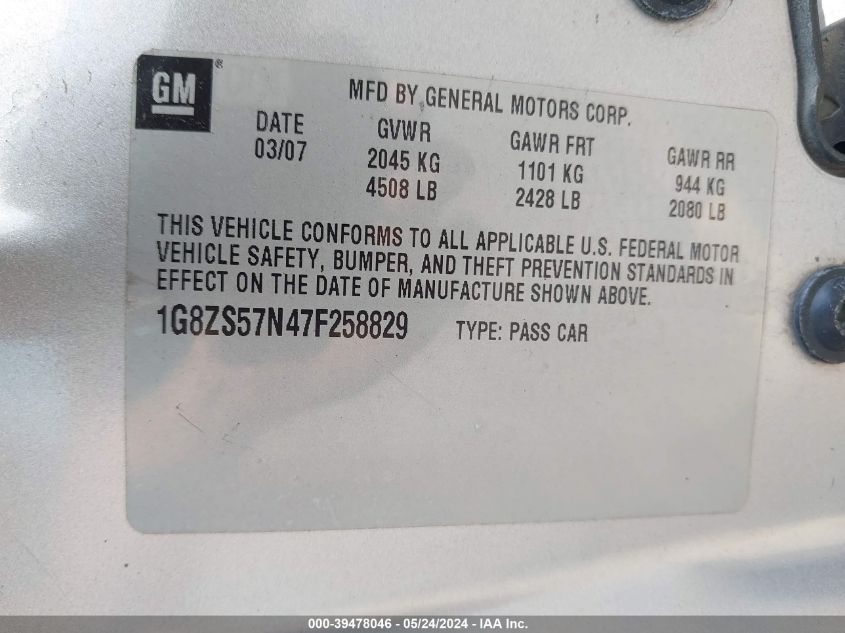 GM®
MFD BY GENERAL MOTORS CORP.
DATE GVWR GAWR FRT GAWR RR
03/07 2045 KG 1101 KG 944 KG
4508 LB 2428 LB 2080 LB
THIS VEHICLE CONFORMS TO ALL APPLICABLE U.S. FEDERAL MOTOR
VEHICLE SAFETY, BUMPER, AND THEFT PREVENTION STANDARDS IN
EFFECT ON THE DATE OF MANUFACTURE SHOWN ABOVE.
1G8ZS57N47F258829 TYPE: PASS CAR
000-39478046 - 05/24/2024 - IAA Inc.